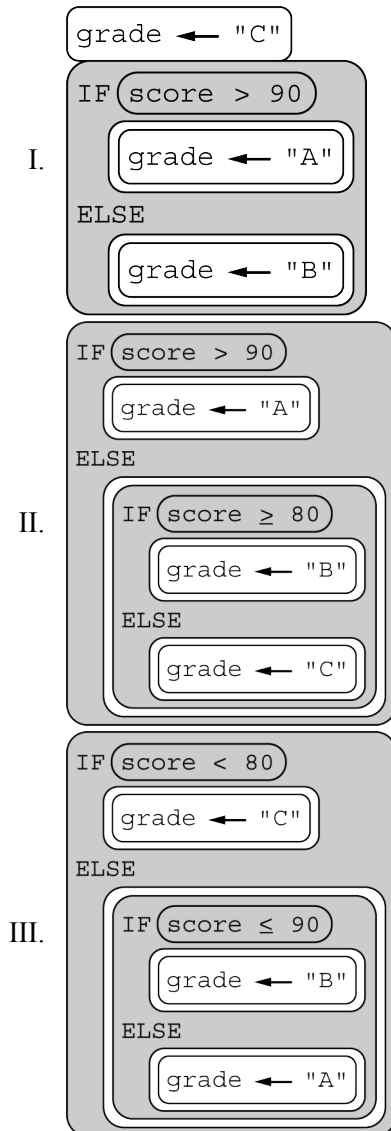 grade ← "C"
IF score > 90
I.
grade ← "A"
ELSE
grade ← "B"
IF score > 90
grade ← "A"
ELSE
II.
IF score ≥ 80
grade ← "B"
ELSE
grade ← "C"
IF score < 80
grade ← "C"
ELSE
III.
IF score ≤ 90
grade ← "B"
ELSE
grade ← "A"